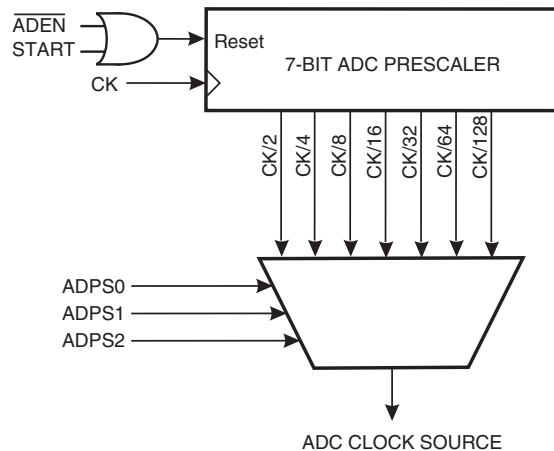 ADEN
START
Reset
7-BIT ADC PRESCALER
CK
CK/2
CK/4
CK/8
CK/16
CK/32
CK/64
CK/128
ADPS0
ADPS1
ADPS2
ADC CLOCK SOURCE